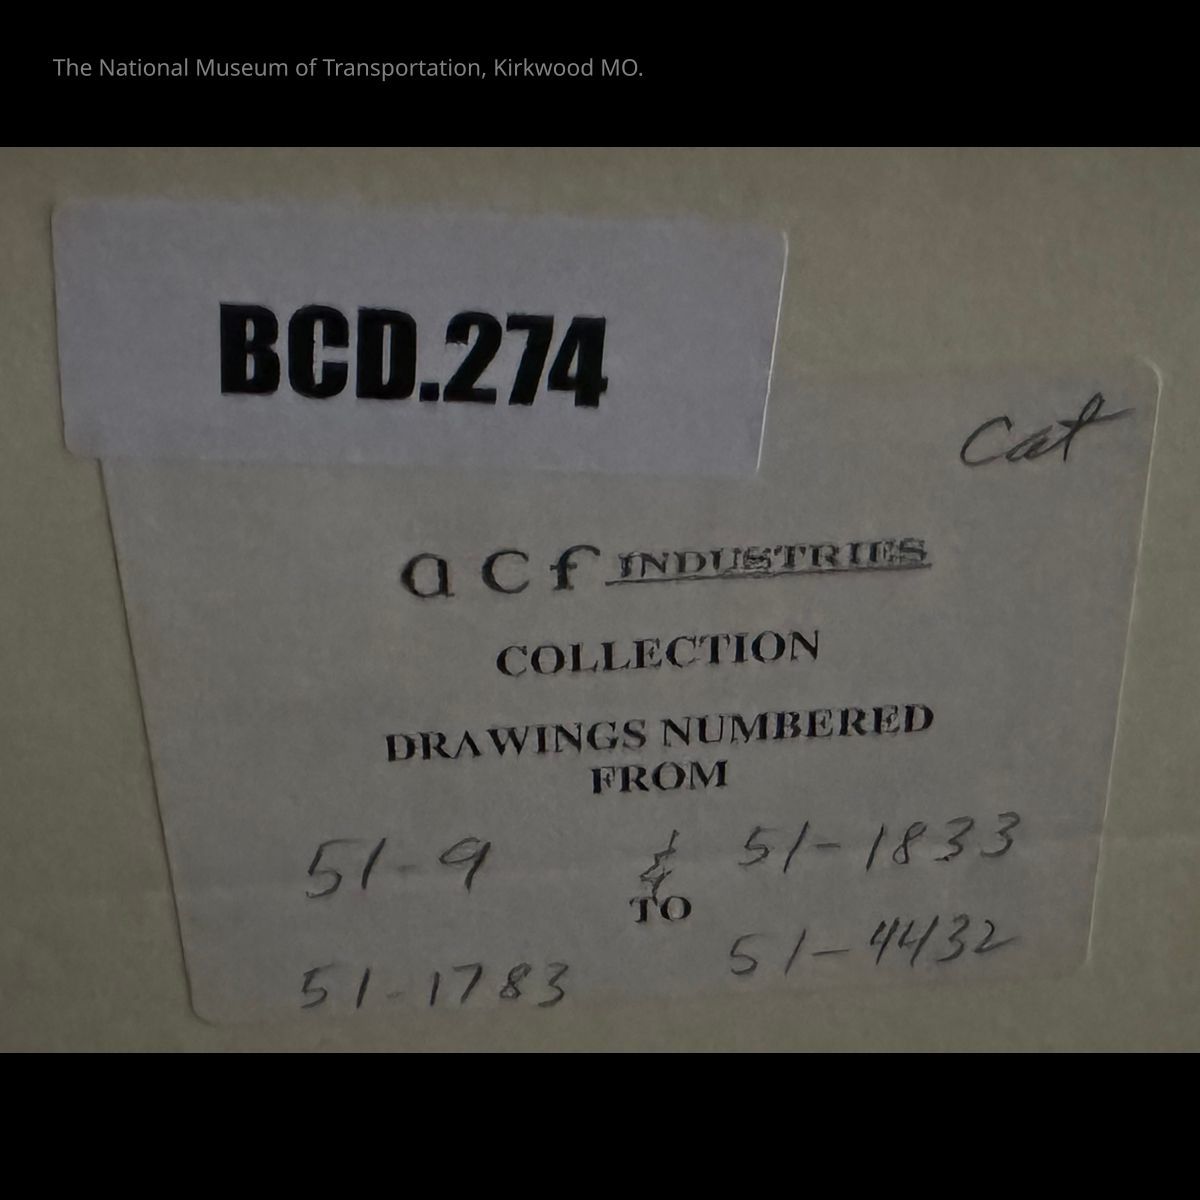 The National Museum of Transportation, Kirkwood MO.
BCD.274
Cat
acf INDUSTRIES
COLLECTION
DRAWINGS NUMBERED
FROM
51-9 & 51-1833
TO
51-1783 51-4432